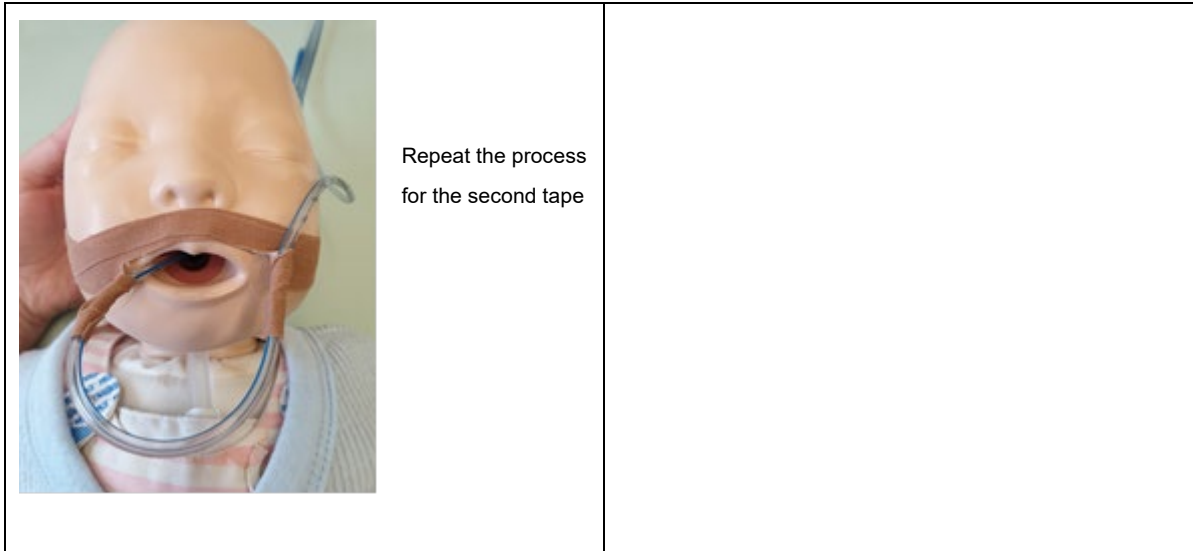 Repeat the process
for the second tape